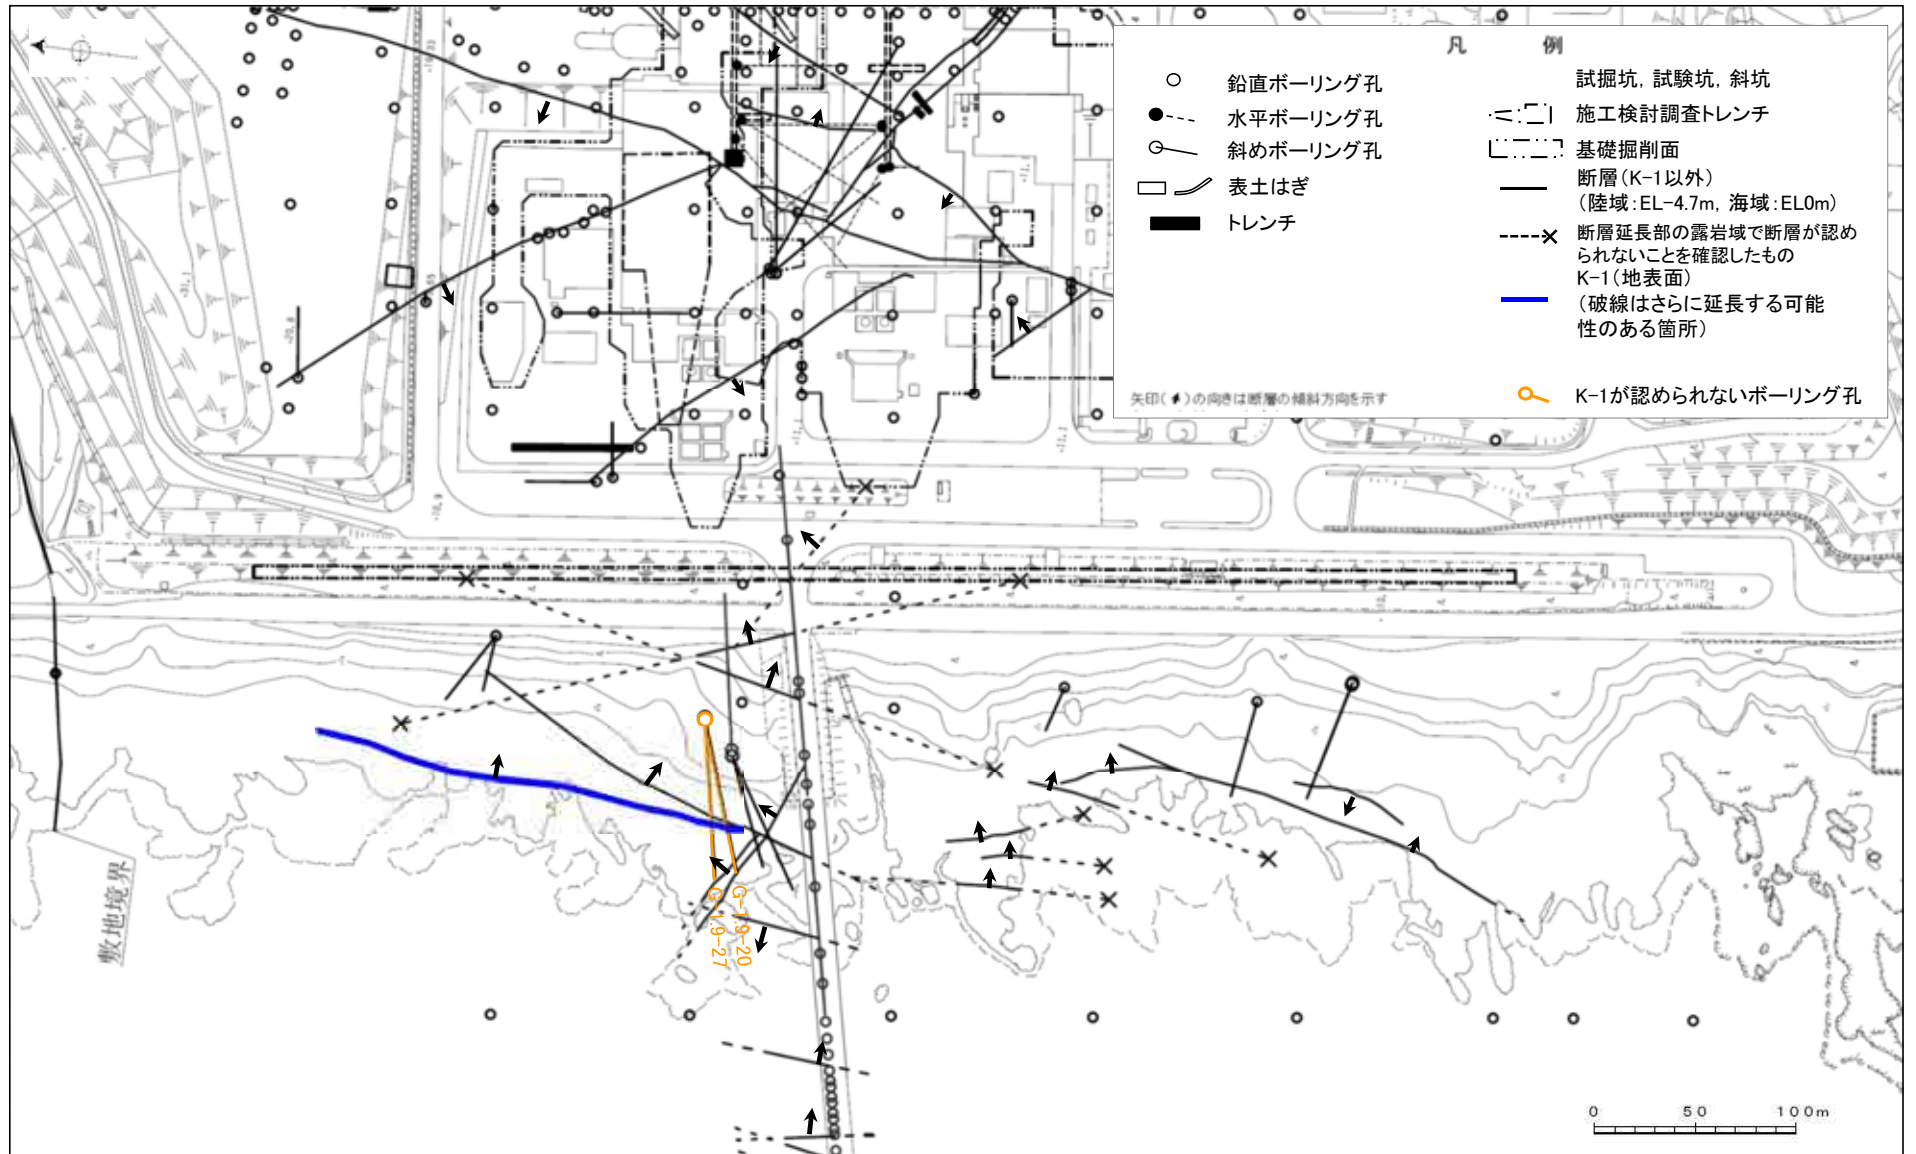 凡 例
鉛直ボーリング孔
水平ボーリング孔
斜めボーリング孔
表土はぎ
トレンチ
試掘坑, 試験坑, 斜坑
施工検討調査トレンチ
基礎掘削面
断層(K-1以外)
(陸域:EL-4.7m, 海域:EL0m)
断層延長部の露岩域で断層が認め
られないことを確認したもの
K-1(地表面)
(破線はさらに延長する可能
性のある箇所)
K-1が認められないボーリング孔
矢印( )の向きは断層の傾斜方向を示す
敷地境界
G-1.9-27
G-1.9-20
0 50 100m